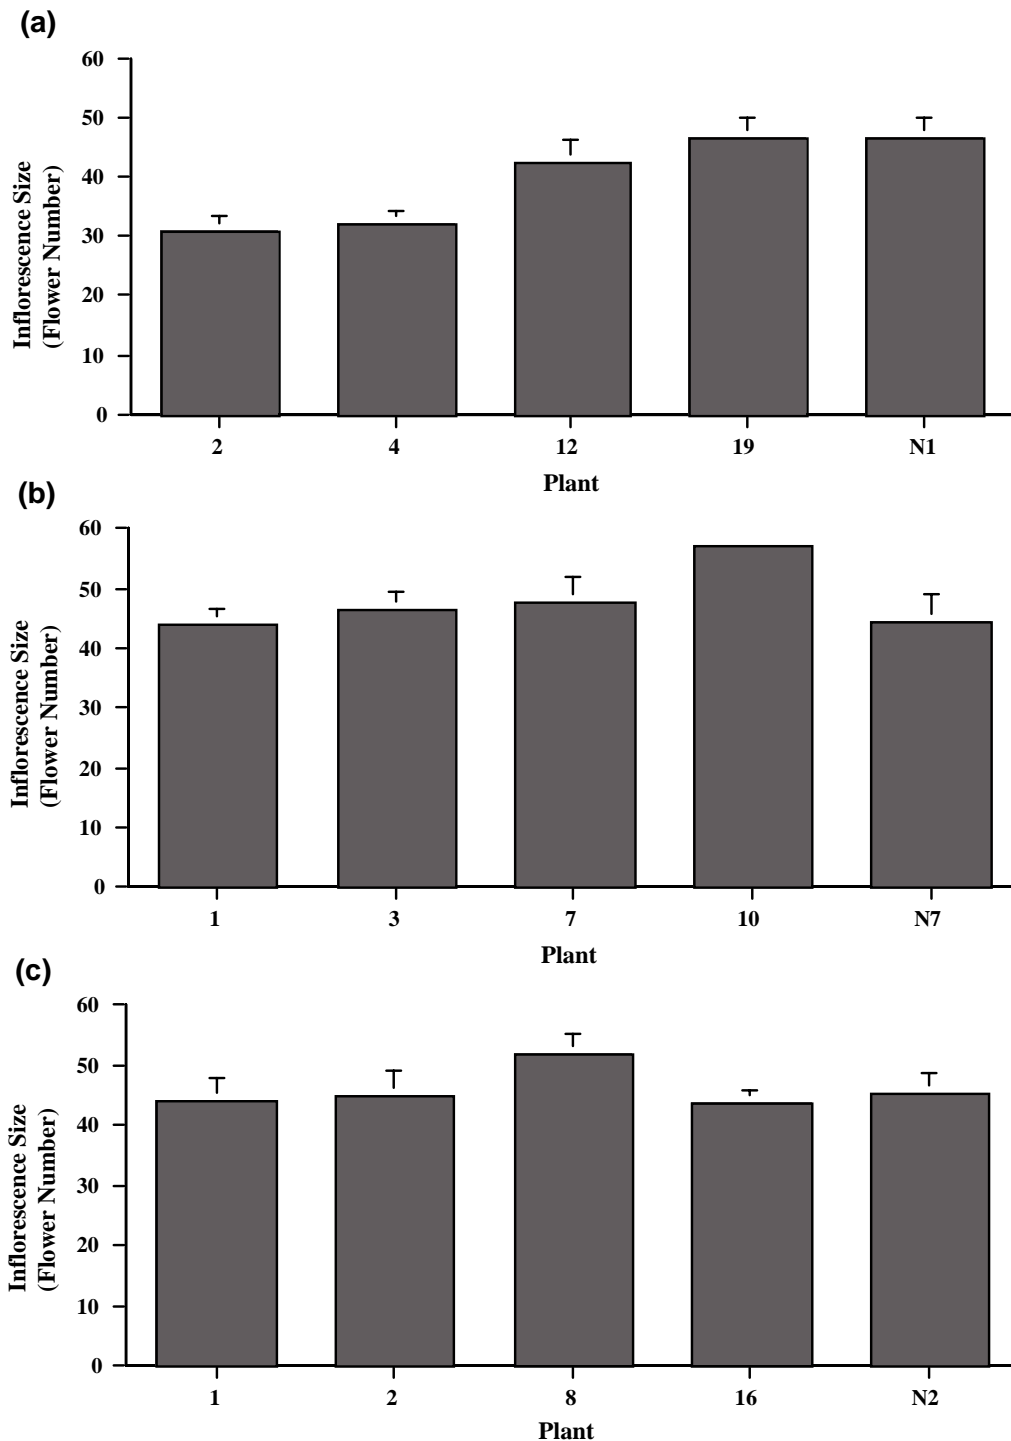 (a)
60
50
40
30
20
10
0
Inflorescence Size
(Flower Number)
2 4 12 19 N1
Plant
(b)
60
50
40
30
20
10
0
Inflorescence Size
(Flower Number)
1 3 7 10 N7
Plant
(c)
60
50
40
30
20
10
0
Inflorescence Size
(Flower Number)
1 2 8 16 N2
Plant